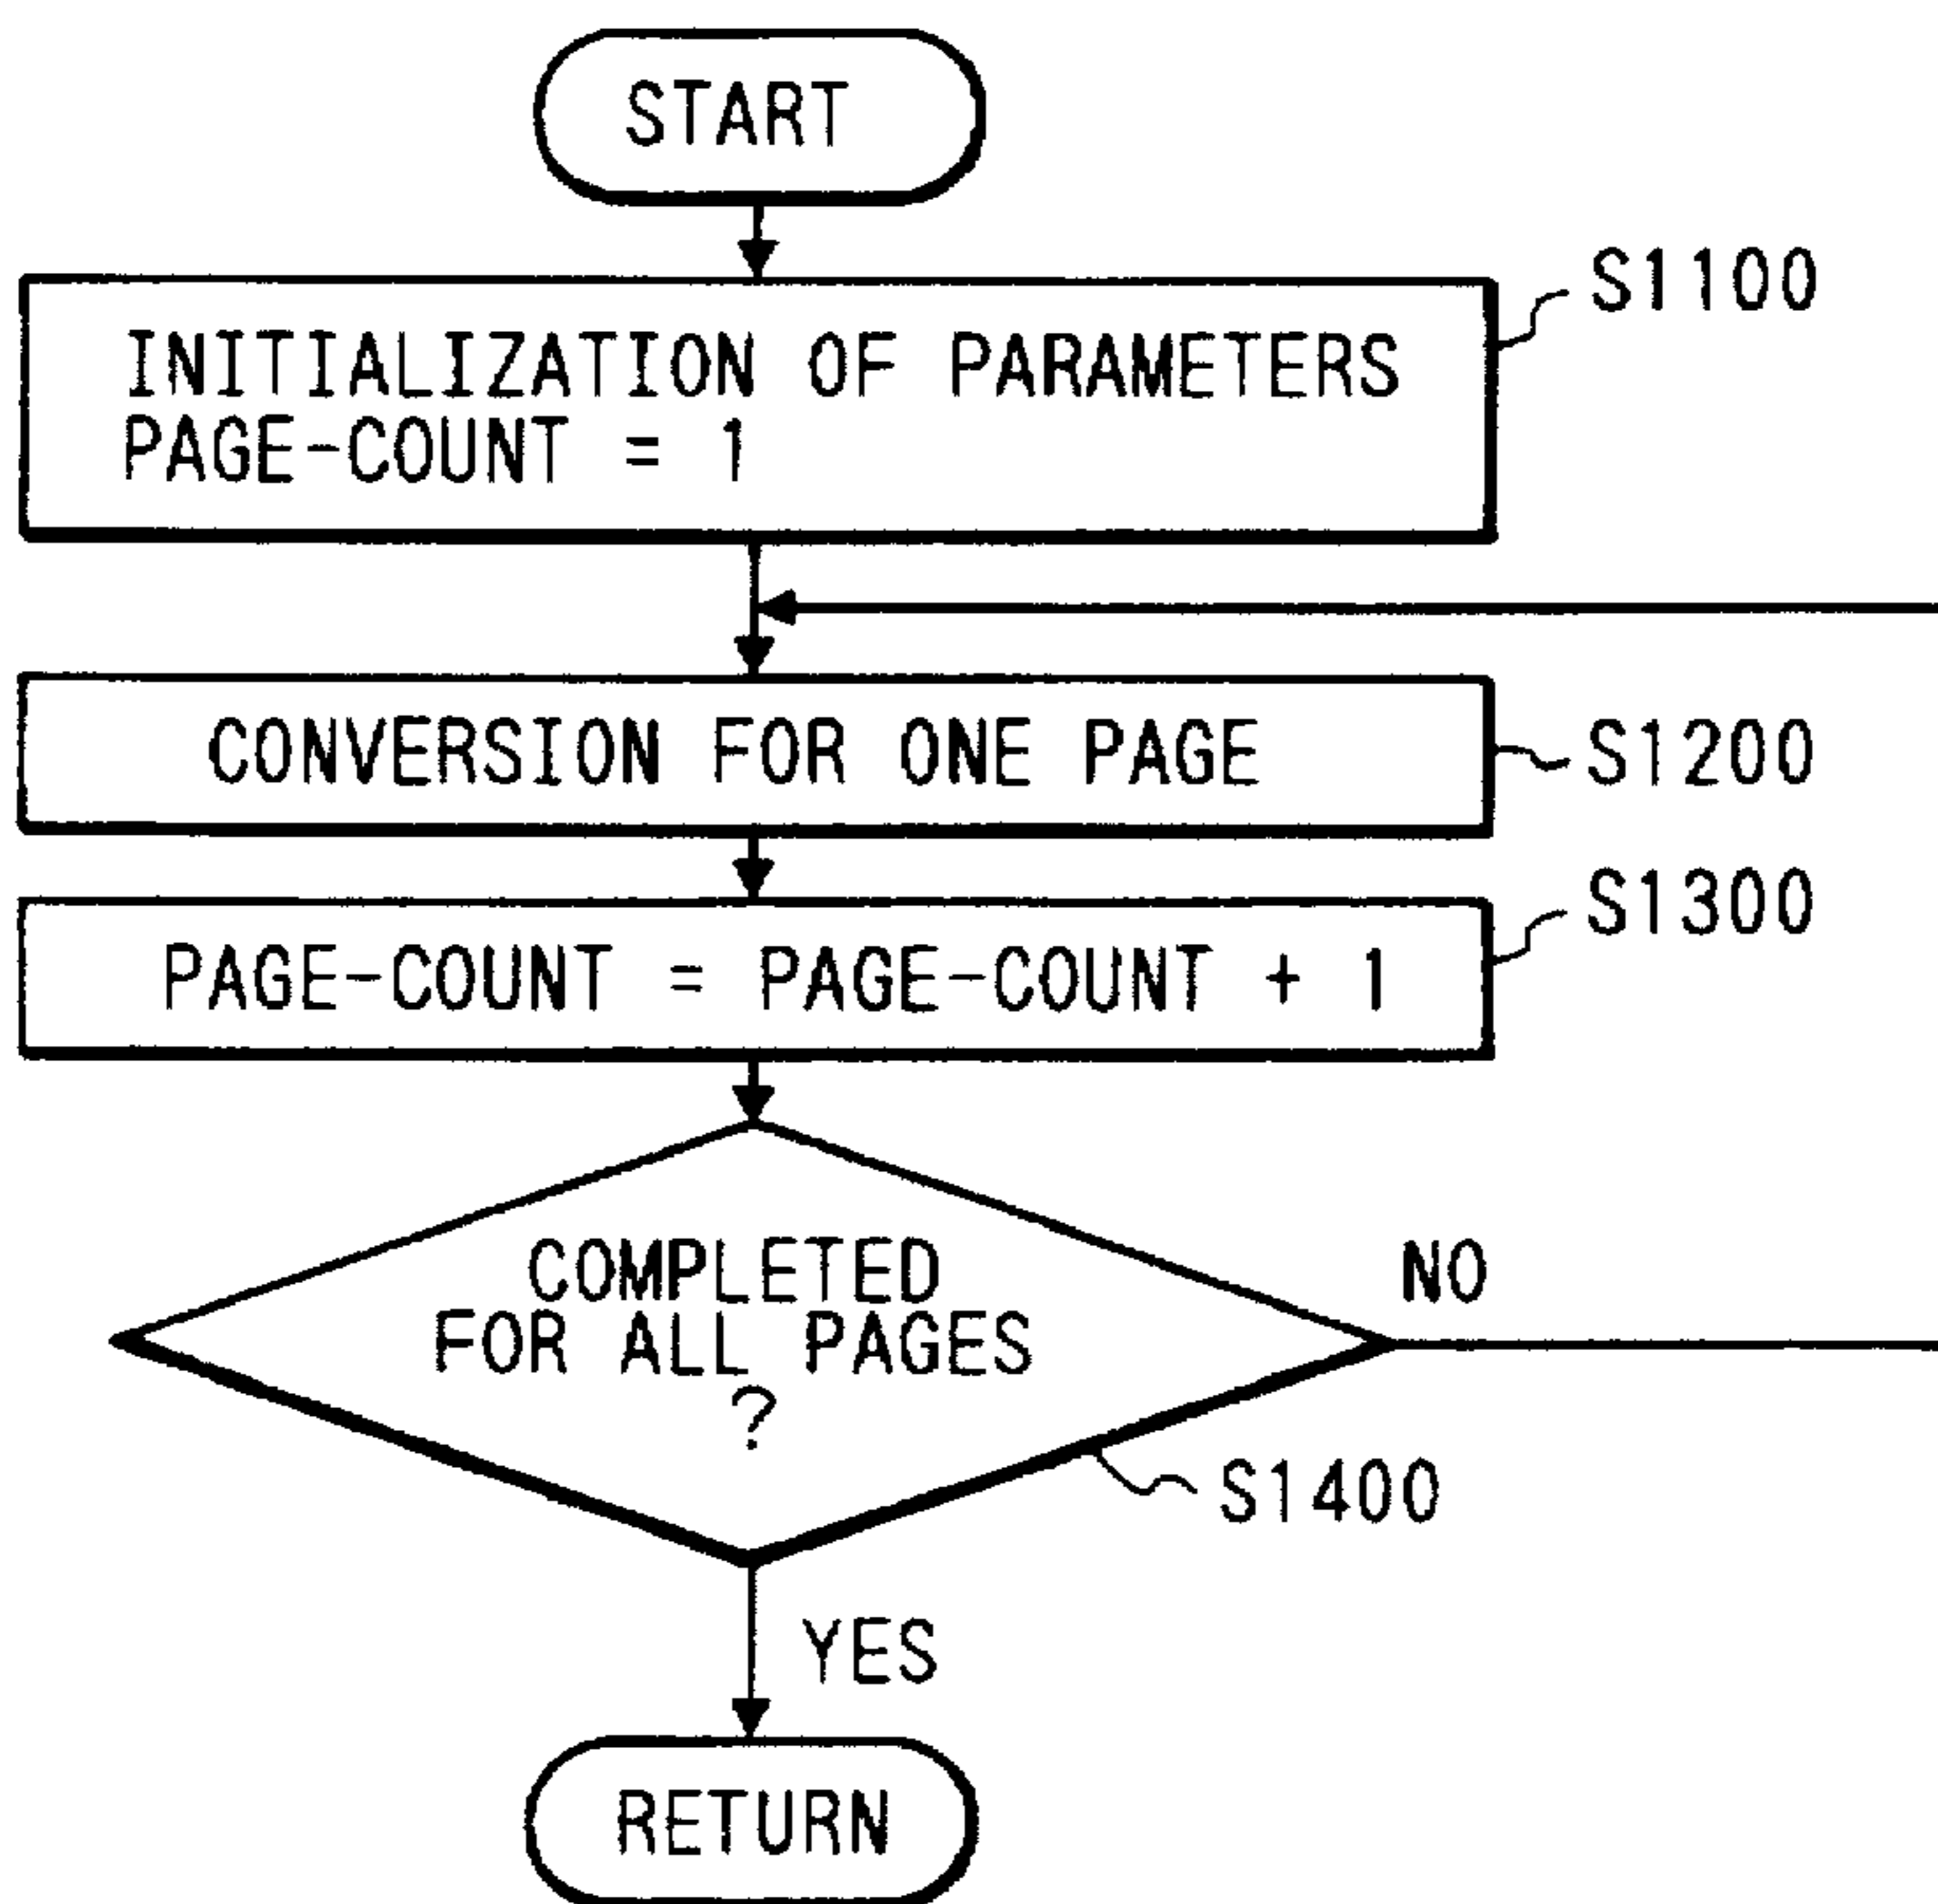 START
S1100
INITIALIZATION OF PARAMETERS
PAGE-COUNT = 1
CONVERSION FOR ONE PAGE
S1200
S1300
PAGE-COUNT = PAGE-COUNT + 1
COMPLETED
FOR ALL PAGES
?
NO
S1400
YES
RETURN